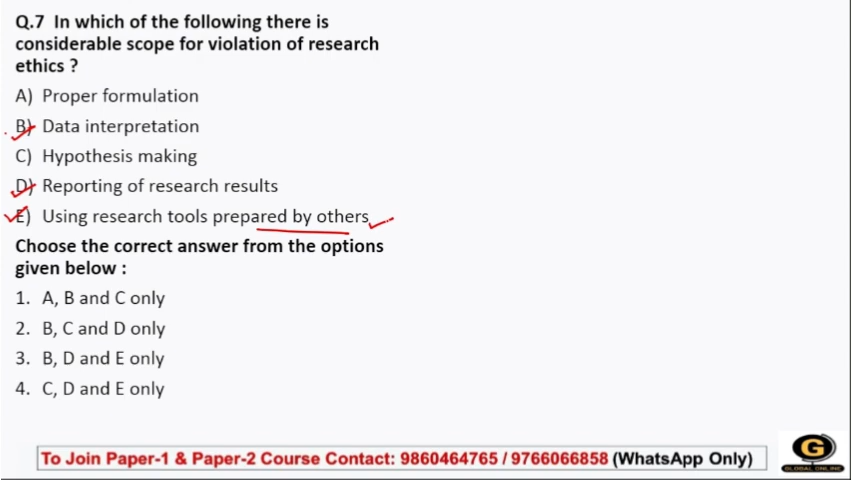 Q.7 In which of the following there is
considerable scope for violation of research
ethics ?
A) Proper formulation
B) Data interpretation
C) Hypothesis making
D) Reporting of research results
E) Using research tools prepared by others
Choose the correct answer from the options
given below :
1. A, B and C only
2. B, C and D only
3. B, D and E only
4. C, D and E only
To Join Paper-1 & Paper-2 Course Contact: 9860464765 / 9766066858 (WhatsApp Only)
G
GLOBAL ONLINE